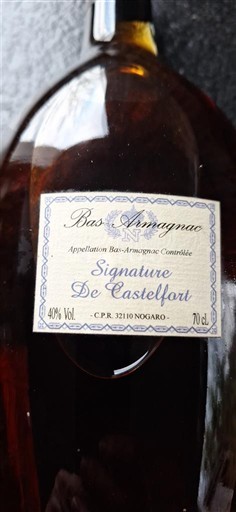 Bas Armagnac
N
Appellation Bas-Armagnac Contrôlée
Signature
De Castelfort
40% Vol.
- C.P.R. 32110 NOGARO -
70 cl.